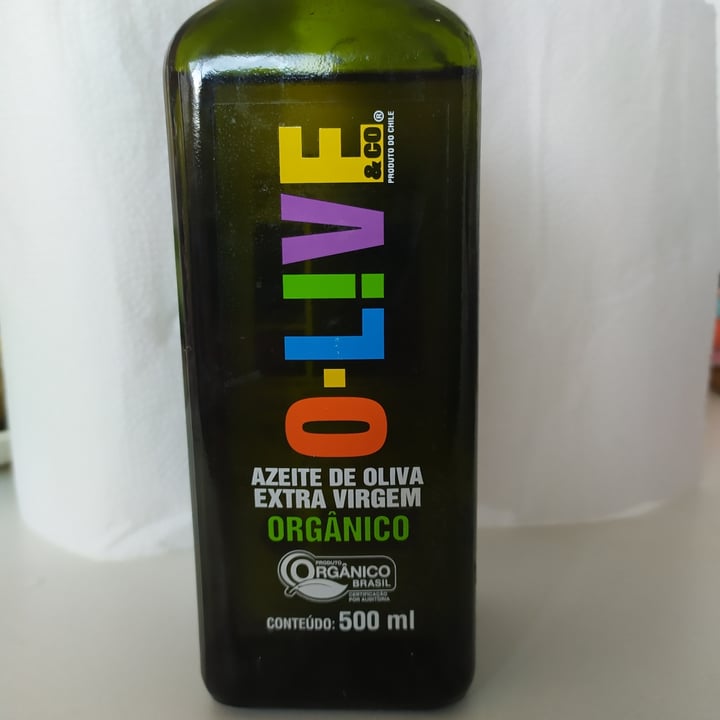 O·LiVE
&CO®
PRODUTO DO CHILE
AZEITE DE OLIVA
EXTRA VIRGEM
ORGÂNICO
PRODUTO
ORGÂNICO
BRASIL
CERTIFICAÇÃO
POR AUDITORIA
CONTEÚDO: 500 ml